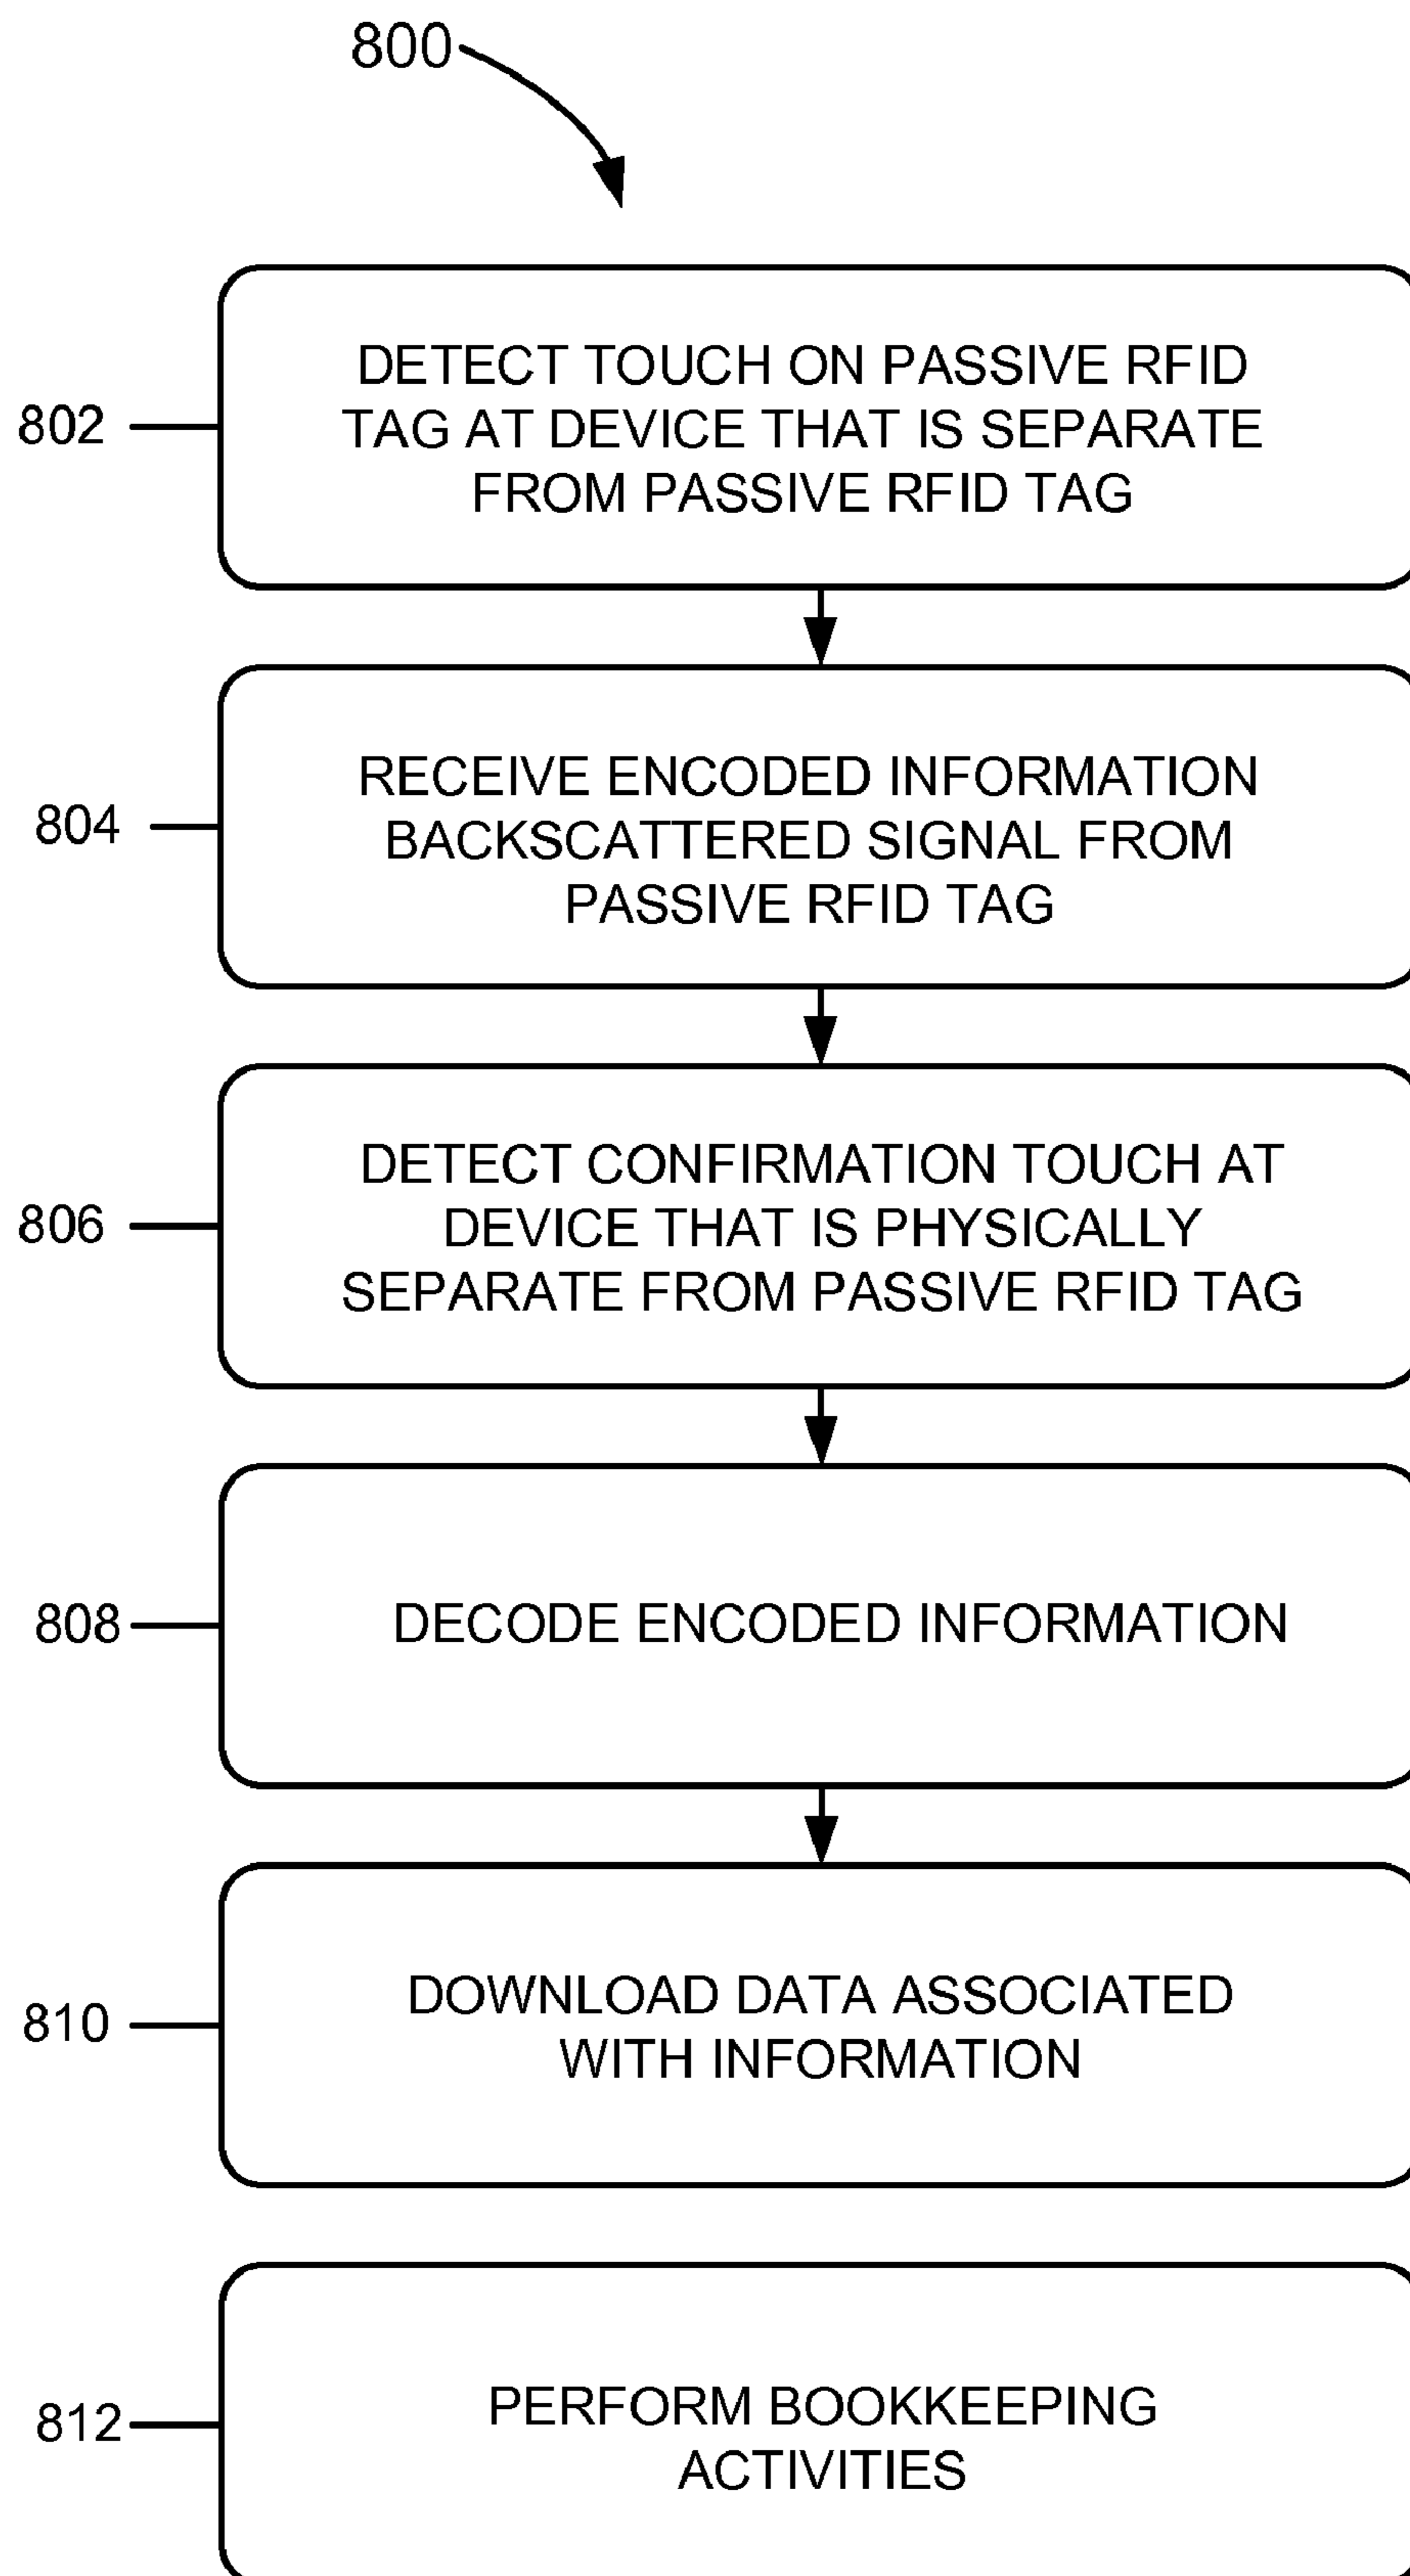 800
802
DETECT TOUCH ON PASSIVE RFID
TAG AT DEVICE THAT IS SEPARATE
FROM PASSIVE RFID TAG
804
RECEIVE ENCODED INFORMATION
BACKSCATTERED SIGNAL FROM
PASSIVE RFID TAG
806
DETECT CONFIRMATION TOUCH AT
DEVICE THAT IS PHYSICALLY
SEPARATE FROM PASSIVE RFID TAG
808
DECODE ENCODED INFORMATION
810
DOWNLOAD DATA ASSOCIATED
WITH INFORMATION
812
PERFORM BOOKKEEPING
ACTIVITIES